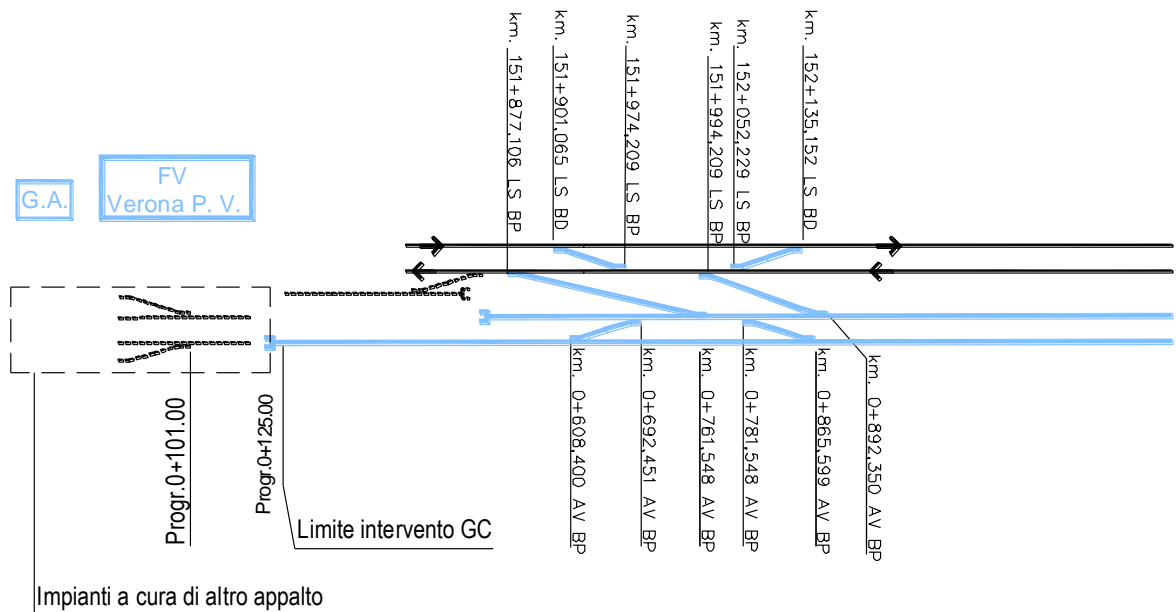 km. 151+877,106 LS BP
km. 151+901,065 LS BD
km. 151+974,209 LS BP
km. 151+994,209 LS BP
km. 152+052,229 LS BP
km. 152+135,152 LS BD
G.A.
FV
Verona P. V.
Progr.0+101.00
Progr.0+125.00
Limite intervento GC
km. 0+608,400 AV BP
km. 0+692,451 AV BP
km. 0+761,548 AV BP
km. 0+781,548 AV BP
km. 0+865,599 AV BP
km. 0+892,350 AV BP
Impianti a cura di altro appalto